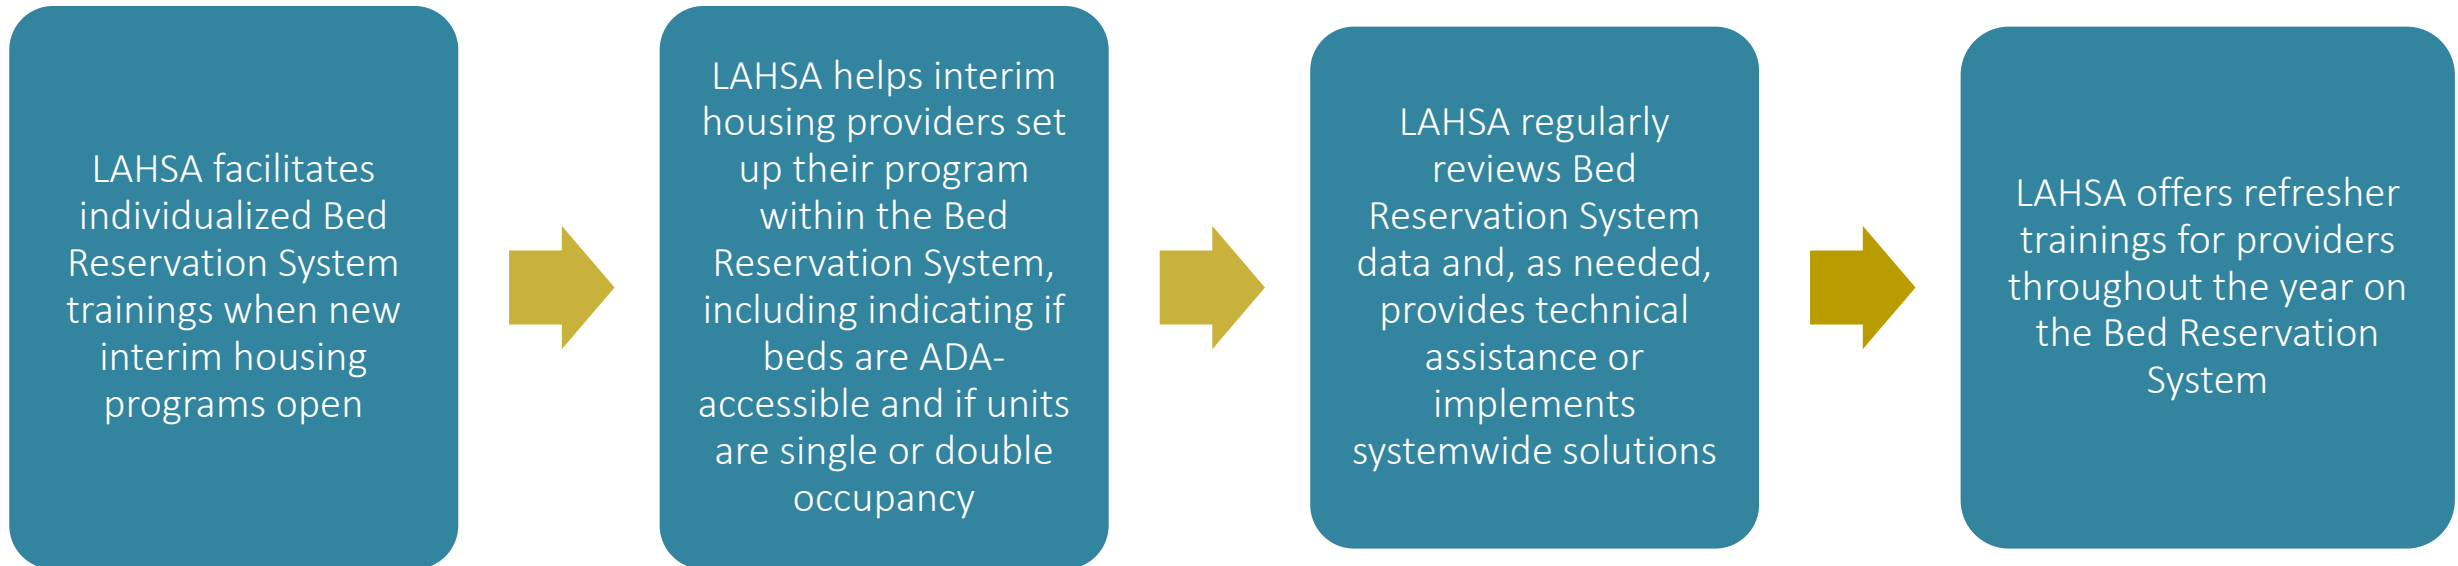 LAHSA facilitates
individualized Bed
Reservation System
trainings when new
interim housing
programs open
LAHSA helps interim
housing providers set
up their program
within the Bed
Reservation System,
including indicating if
beds are ADA-
accessible and if units
are single or double
occupancy
LAHSA regularly
reviews Bed
Reservation System
data and, as needed,
provides technical
assistance or
implements
systemwide solutions
LAHSA offers refresher
trainings for providers
throughout the year on
the Bed Reservation
System